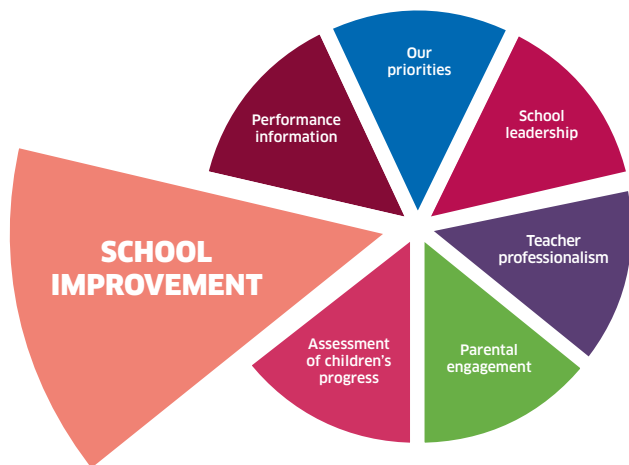 Our
priorities
School
leadership
Teacher
professionalism
Parental
engagement
Assessment
of children's
progress
SCHOOL
IMPROVEMENT
Performance
information